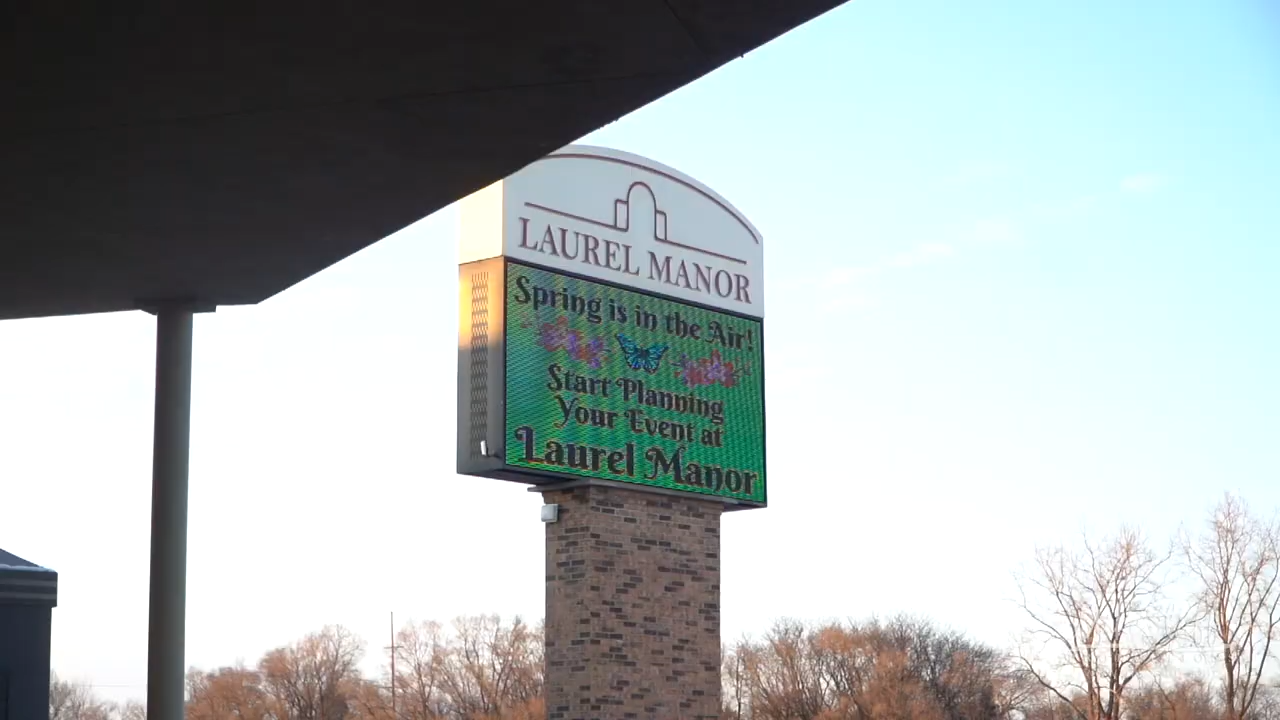 LAUREL MANOR
Spring is in the Air!
Start Planning
Your Event at
Laurel Manor